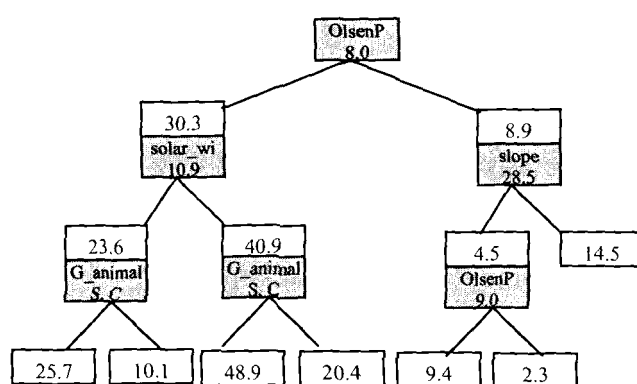 OlsenP
8.0
30.3
solar_wi
10.9
8.9
slope
28.5
23.6
G_animal
S, C
40.9
G_animal
S, C
4.5
OlsenP
9.0
14.5
25.7
10.1
48.9
20.4
9.4
2.3